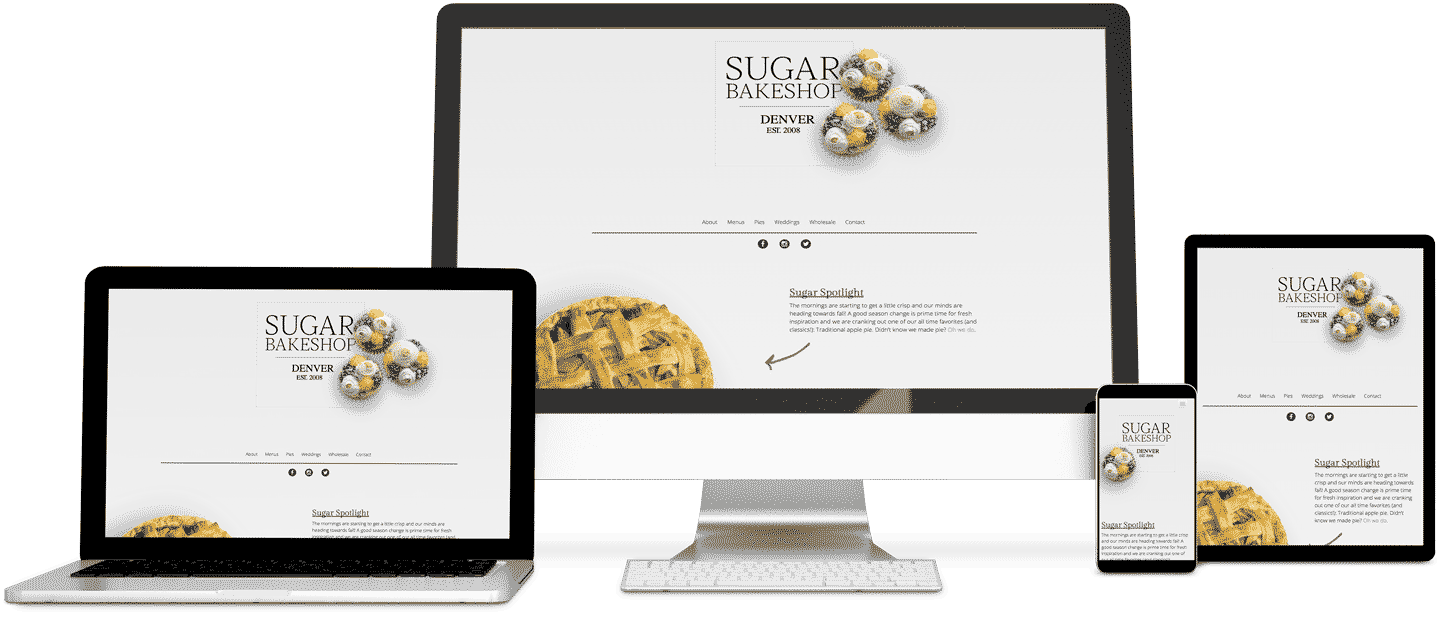 SUGAR
BAKESHOP
DENVER
EST. 2008
About Menus Pies Weddings Wholesale Contact
Sugar Spotlight
The mornings are starting to get a little crisp and our minds are
heading towards fall! A good season change is prime time for fresh
inspiration and we are cranking out one of our all time favorites (and
classics!): Traditional apple pie. Didn't know we made pie? Oh we do.
SUGAR
BAKESHOP
DENVER
EST. 2008
About Menus Pies Weddings Wholesale Contact
Sugar Spotlight
The mornings are starting to get a little crisp and our minds are
heading towards fall! A good season change is prime time for fresh
inspiration and we are cranking out one of our all time favorites (and
SUGAR
BAKESHOP
DENVER
EST. 2008
Sugar Spotlight
The mornings are starting to get a little crisp
and our minds are heading towards fall! A
good season change is prime time for fresh
inspiration and we are cranking out one of
SUGAR
BAKESHOP
DENVER
EST. 2008
About Menus Pies Weddings Wholesale Contact
Sugar Spotlight
The mornings are starting to get a little
crisp and our minds are heading towards
fall! A good season change is prime time
for fresh inspiration and we are cranking
out one of our all time favorites (and
classics!): Traditional apple pie. Didn't
know we made pie? Oh we do.